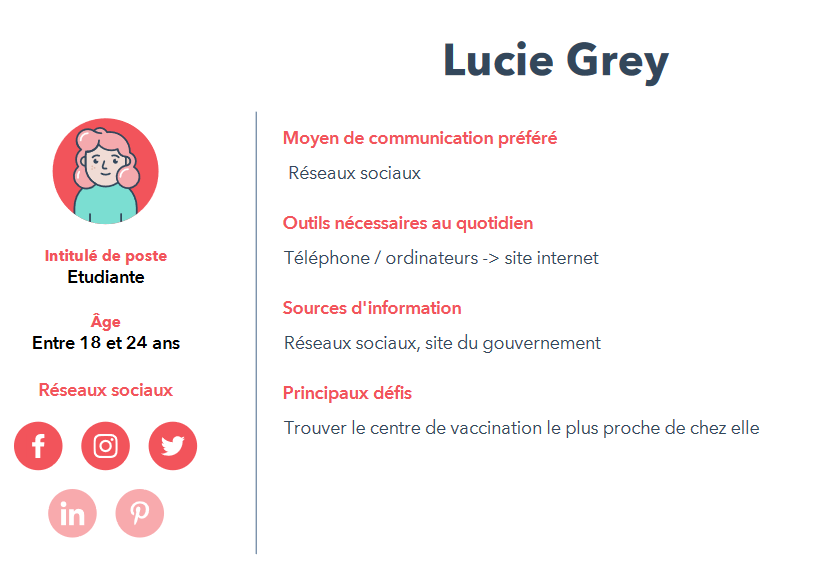 Lucie Grey
Intitulé de poste
Etudiante
Âge
Entre 18 et 24 ans
Réseaux sociaux
Moyen de communication préféré
Réseaux sociaux
Outils nécessaires au quotidien
Téléphone / ordinateurs -> site internet
Sources d'information
Réseaux sociaux, site du gouvernement
Principaux défis
Trouver le centre de vaccination le plus proche de chez elle